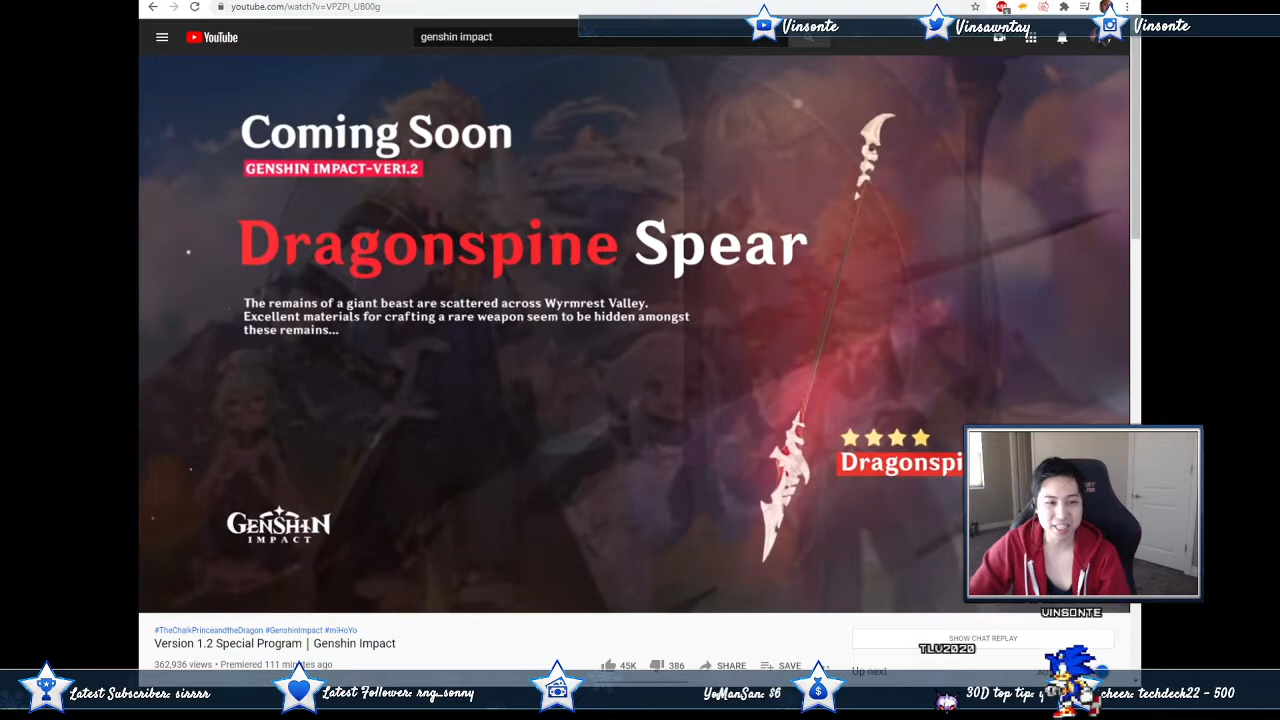 youtube.com/watch?v=VPZPI_UB00g
Vinsonte
Vinsawntay
Vinsonte
YouTube
genshin impact
Coming Soon
GENSHIN IMPACT-VER1.2
Dragonspine Spear
The remains of a giant beast are scattered across Wyrmrest Valley.
Excellent materials for crafting a rare weapon seem to be hidden amongst
these remains...
Dragonspi
GENSHIN
IMPACT
VINSONTE
#TheChalkPrinceandtheDragon #GenshinImpact #miHoYo
Version 1.2 Special Program | Genshin Impact
SHOW CHAT REPLAY
TLV2020
362,936 views • Premiered 111 minutes ago
45K
386
SHARE
SAVE
Up next
Latest Subscriber: sirrrr
Latest Follower: rng_sonny
YoManSan: $6
30D top tip: y
cheer: techdech22 - 500